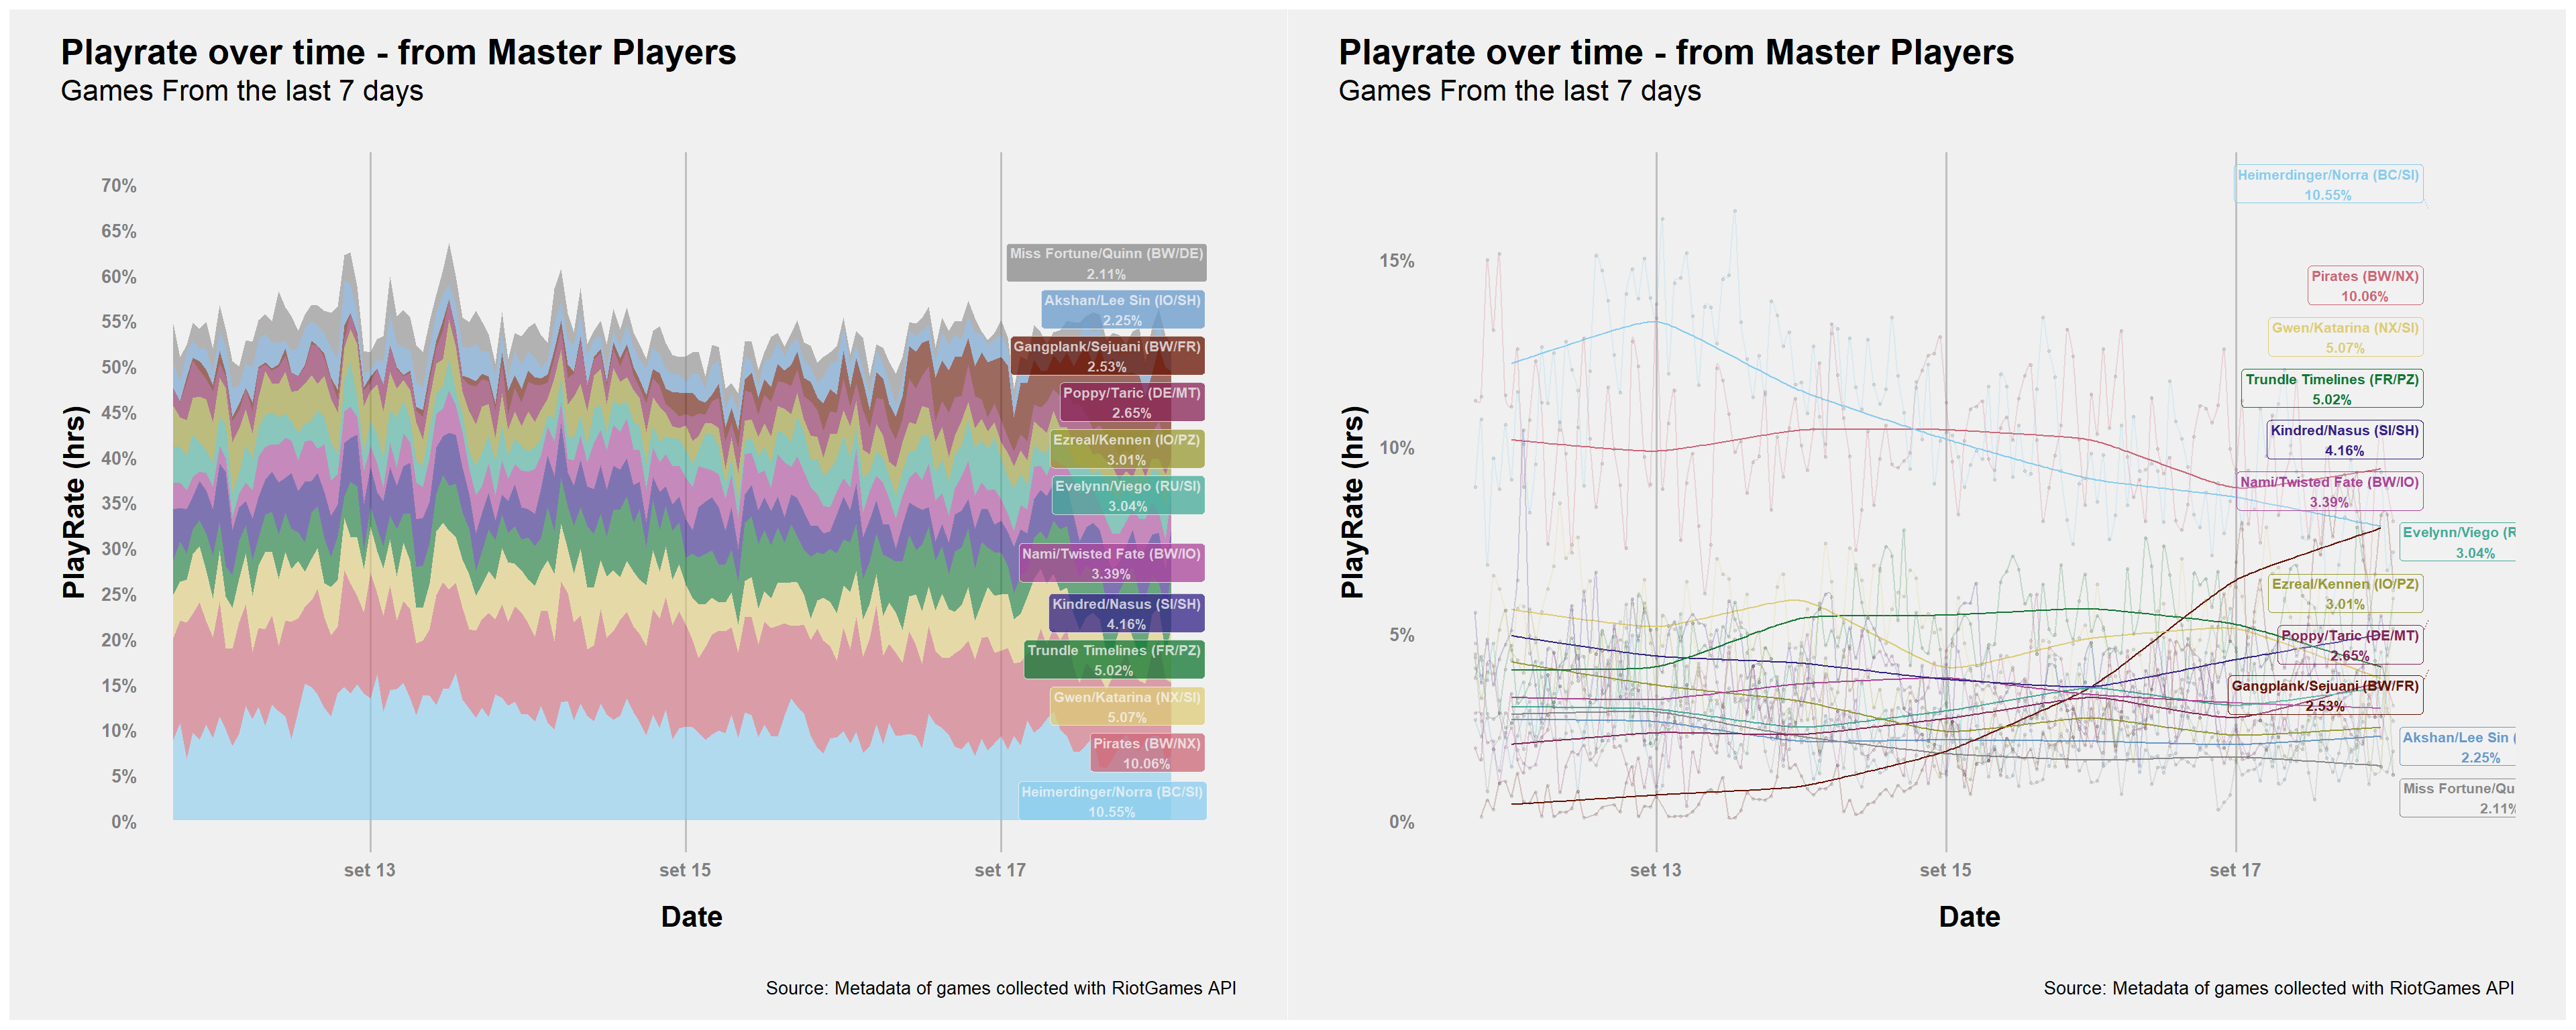 Playrate over time - from Master Players
Games From the last 7 days
PlayRate (hrs)
70%
65%
60%
55%
50%
45%
40%
35%
30%
25%
20%
15%
10%
5%
0%
Miss Fortune/Quinn (BW/DE)
2.11%
Akshan/Lee Sin (IO/SH)
2.25%
Gangplank/Sejuani (BW/FR)
2.53%
Poppy/Taric (DE/MT)
2.65%
Ezreal/Kennen (IO/PZ)
3.01%
Evelynn/Viego (RU/SI)
3.04%
Nami/Twisted Fate (BW/IO)
3.39%
Kindred/Nasus (SI/SH)
4.16%
Trundle Timelines (FR/PZ)
5.02%
Gwen/Katarina (NX/SI)
5.07%
Pirates (BW/NX)
10.06%
Heimerdinger/Norra (BC/SI)
10.55%
set 13
set 15
set 17
Date
Source: Metadata of games collected with RiotGames API
Playrate over time - from Master Players
Games From the last 7 days
PlayRate (hrs)
15%
10%
5%
0%
Heimerdinger/Norra (BC/SI)
10.55%
Pirates (BW/NX)
10.06%
Gwen/Katarina (NX/SI)
5.07%
Trundle Timelines (FR/PZ)
5.02%
Kindred/Nasus (SI/SH)
4.16%
Nami/Twisted Fate (BW/IO)
3.39%
Evelynn/Viego (R
3.04%
Ezreal/Kennen (IO/PZ)
3.01%
Poppy/Taric (DE/MT)
2.65%
Gangplank/Sejuani (BW/FR)
2.53%
Akshan/Lee Sin (
2.25%
Miss Fortune/Qu
2.11%
set 13
set 15
set 17
Date
Source: Metadata of games collected with RiotGames API